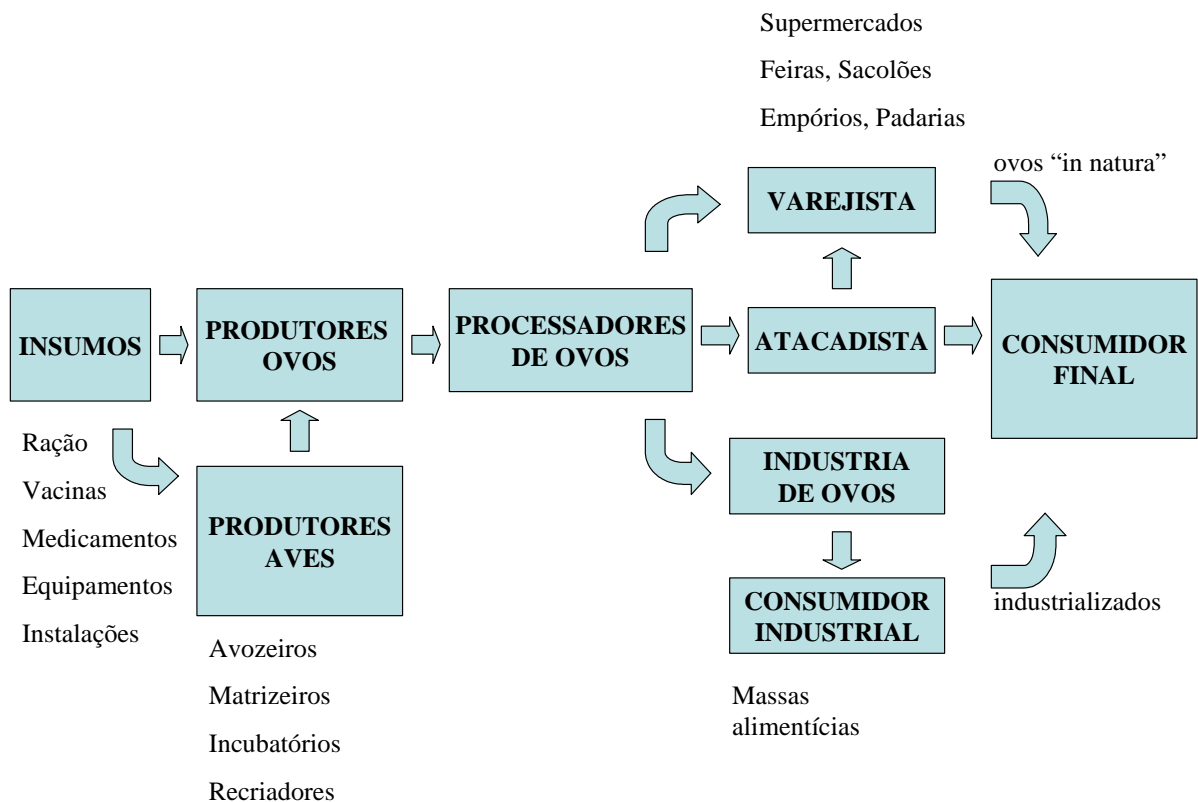 Supermercados
Feiras, Sacolões
Empórios, Padarias
ovos “in natura”
VAREJISTA
INSUMOS
PRODUTORES
OVOS
PROCESSADORES
DE OVOS
ATACADISTA
CONSUMIDOR
FINAL
Ração
Vacinas
Medicamentos
Equipamentos
Instalações
PRODUTORES
AVES
Avozeiros
Matrizeiros
Incubatórios
Recriadores
INDUSTRIA
DE OVOS
CONSUMIDOR
INDUSTRIAL
industrializados
Massas
alimentícias